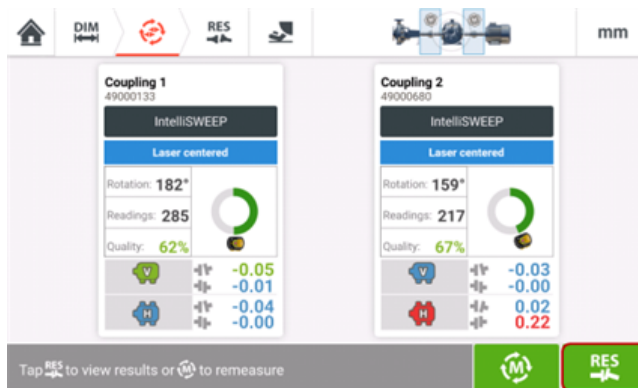 DIM
RES
mm
Coupling 1
49000133
IntelliSWEEP
Laser centered
Rotation: 182°
Readings: 285
Quality: 62%
V
-0.05
-0.01
H
-0.04
-0.00
Coupling 2
49000680
IntelliSWEEP
Laser centered
Rotation: 159°
Readings: 217
Quality: 67%
V
-0.03
-0.00
H
0.02
0.22
Tap RES to view results or M to remeasure
M
RES